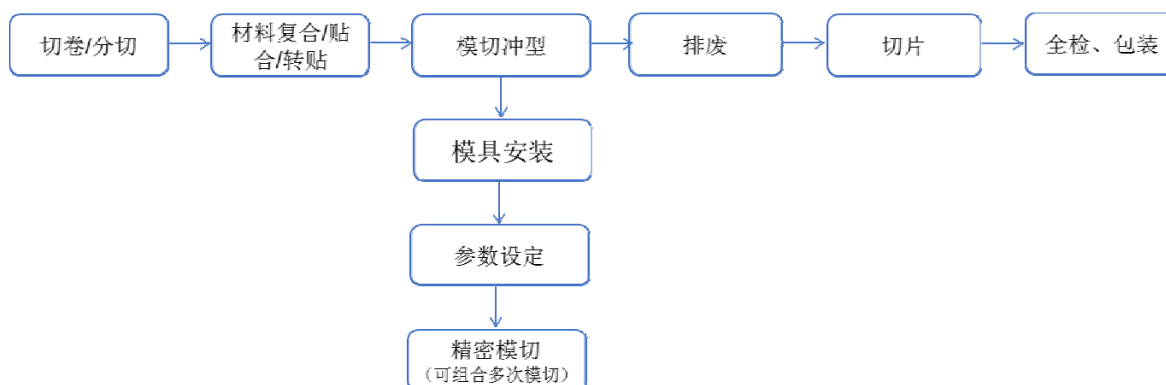 切卷/分切
材料复合/贴
合/转贴
模切冲型
排废
切片
全检、包装
模具安装
参数设定
精密模切
（可组合多次模切）